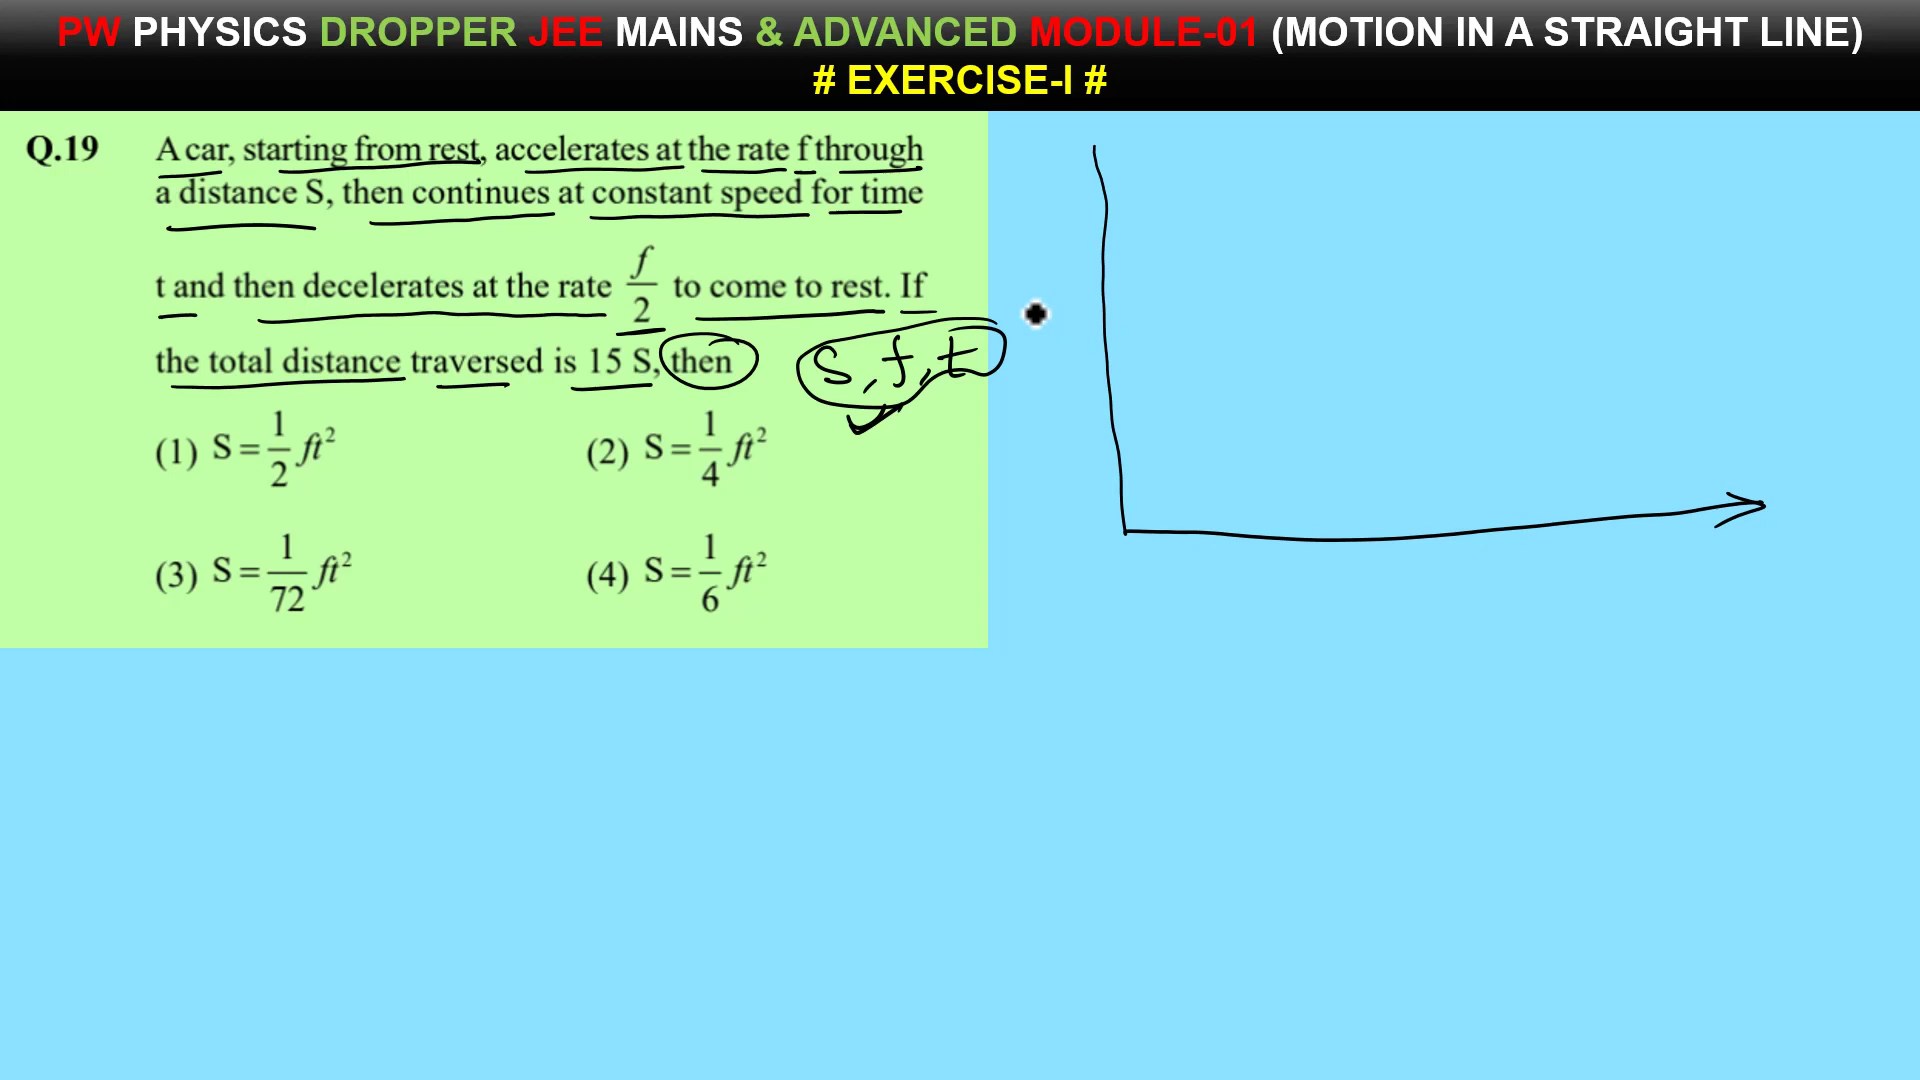 PW PHYSICS DROPPER JEE MAINS & ADVANCED MODULE-01 (MOTION IN A STRAIGHT LINE)
# EXERCISE-I #
Q.19 A car, starting from rest, accelerates at the rate f through
a distance S, then continues at constant speed for time
t and then decelerates at the rate f/2 to come to rest. If
the total distance traversed is 15 S, then
S, f, t
(1) S = 1/2 ft² (2) S = 1/4 ft²
(3) S = 1/72 ft² (4) S = 1/6 ft²